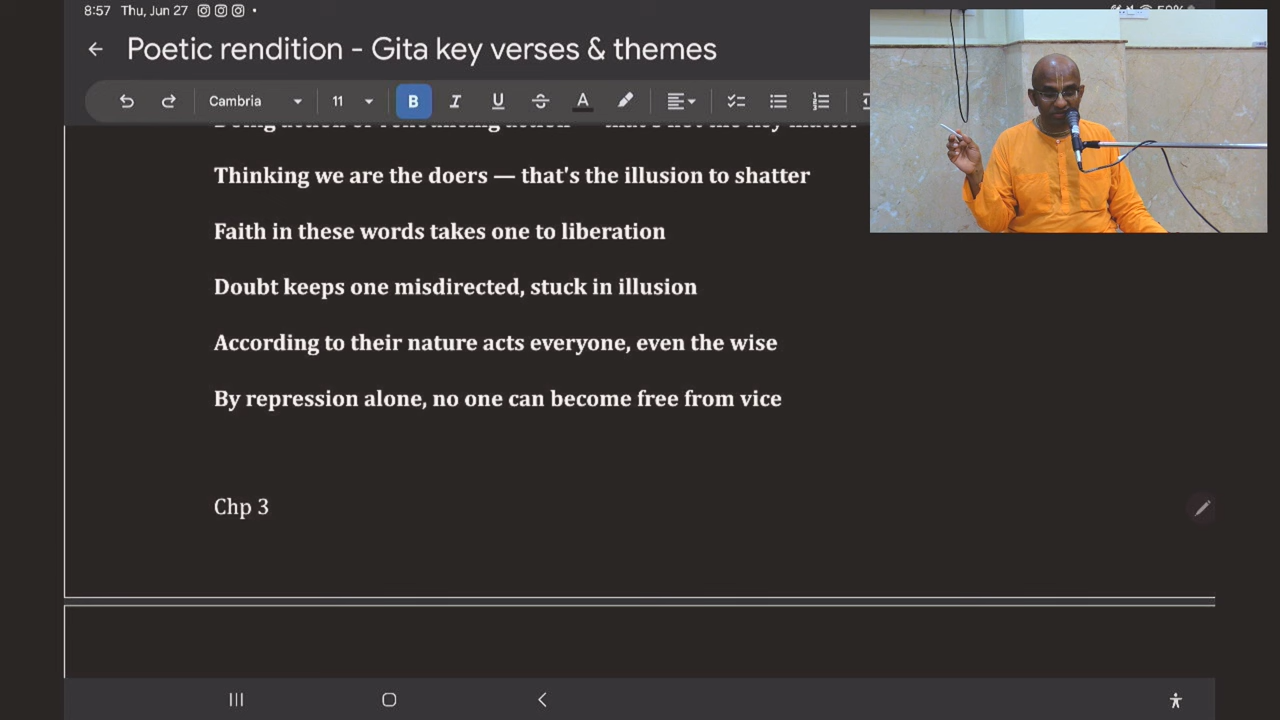 8:57 Thu, Jun 27
Poetic rendition - Gita key verses & themes
Cambria 11 B I U S A
Thinking we are the doers — that's the illusion to shatter
Faith in these words takes one to liberation
Doubt keeps one misdirected, stuck in illusion
According to their nature acts everyone, even the wise
By repression alone, no one can become free from vice
Chp 3